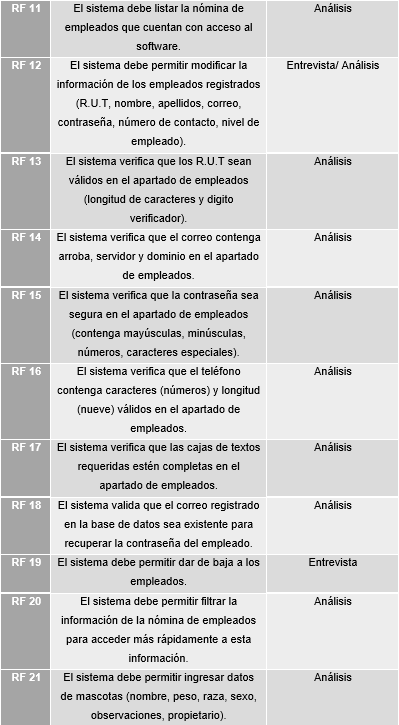 RF 11 El sistema debe listar la nómina de Análisis
empleados que cuentan con acceso al
software.
RF 12 El sistema debe permitir modificar la Entrevista/ Análisis
información de los empleados registrados
(R.U.T, nombre, apellidos, correo,
contraseña, número de contacto, nivel de
empleado).
RF 13 El sistema verifica que los R.U.T sean Análisis
válidos en el apartado de empleados
(longitud de caracteres y digito
verificador).
RF 14 El sistema verifica que el correo contenga Análisis
arroba, servidor y dominio en el apartado
de empleados.
RF 15 El sistema verifica que la contraseña sea Análisis
segura en el apartado de empleados
(contenga mayúsculas, minúsculas,
números, caracteres especiales).
RF 16 El sistema verifica que el teléfono Análisis
contenga caracteres (números) y longitud
(nueve) válidos en el apartado de
empleados.
RF 17 El sistema verifica que las cajas de textos Análisis
requeridas estén completas en el
apartado de empleados.
RF 18 El sistema valida que el correo registrado Análisis
en la base de datos sea existente para
recuperar la contraseña del empleado.
RF 19 El sistema debe permitir dar de baja a los Entrevista
empleados.
RF 20 El sistema debe permitir filtrar la Análisis
información de la nómina de empleados
para acceder más rápidamente a esta
información.
RF 21 El sistema debe permitir ingresar datos Análisis
de mascotas (nombre, peso, raza, sexo,
observaciones, propietario).